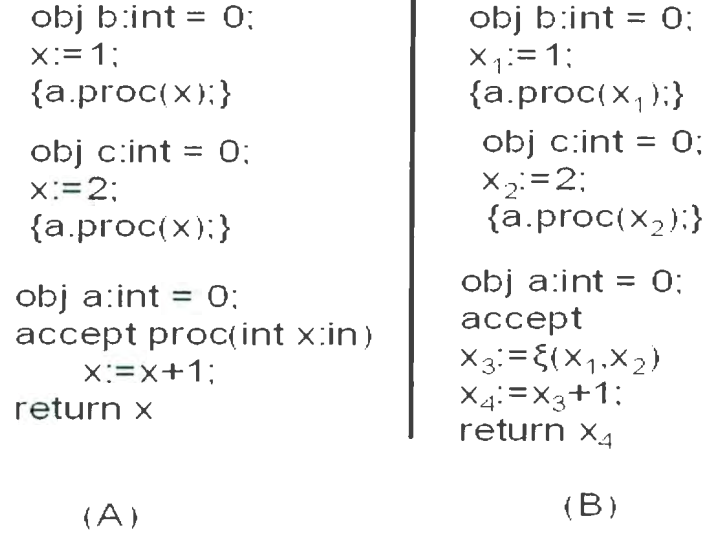 obj b:int = 0;
x:=1;
{a.proc(x);}
obj c:int = 0;
x:=2;
{a.proc(x);}
obj a:int = 0;
accept proc(int x:in)
x:=x+1;
return x
(A)
obj b:int = 0;
x₁:=1;
{a.proc(x₁);}
obj c:int = 0;
x₂:=2;
{a.proc(x₂);}
obj a:int = 0;
accept
x₃:=ξ(x₁,x₂)
x₄:=x₃+1;
return x₄
(B)